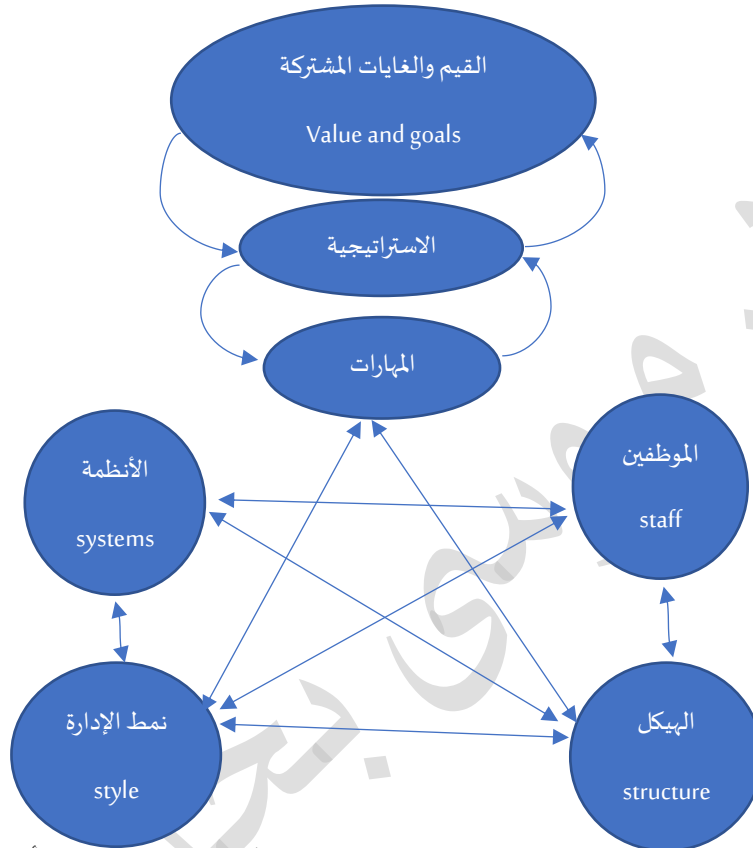 القيم والغايات المشتركة
Value and goals
الاستراتيجية
المهارات
الموظفين
staff
الأنظمة
systems
الهيكل
structure
نمط الإدارة
style